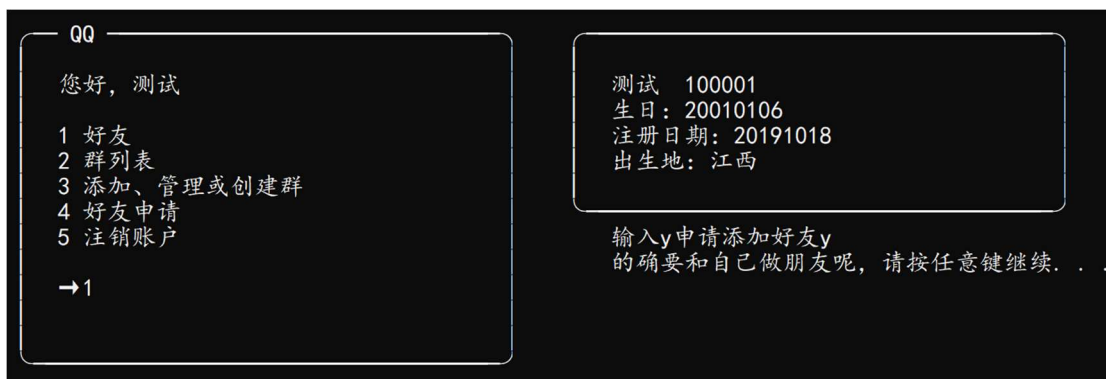 QQ
您好，测试
1 好友
2 群列表
3 添加、管理或创建群
4 好友申请
5 注销账户
→1
测试 100001
生日：20010106
注册日期：20191018
出生地：江西
输入y申请添加好友y
的确要和自己做朋友呢，请按任意键继续. . .